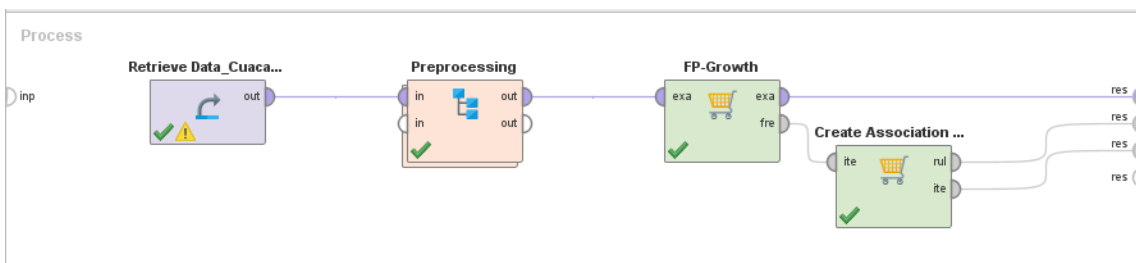 Process
Retrieve Data_Cuaca...
Preprocessing
FP-Growth
inp
out
in
out
in
out
exa
exa
fre
res
res
res
res
Create Association ...
ite
rul
ite